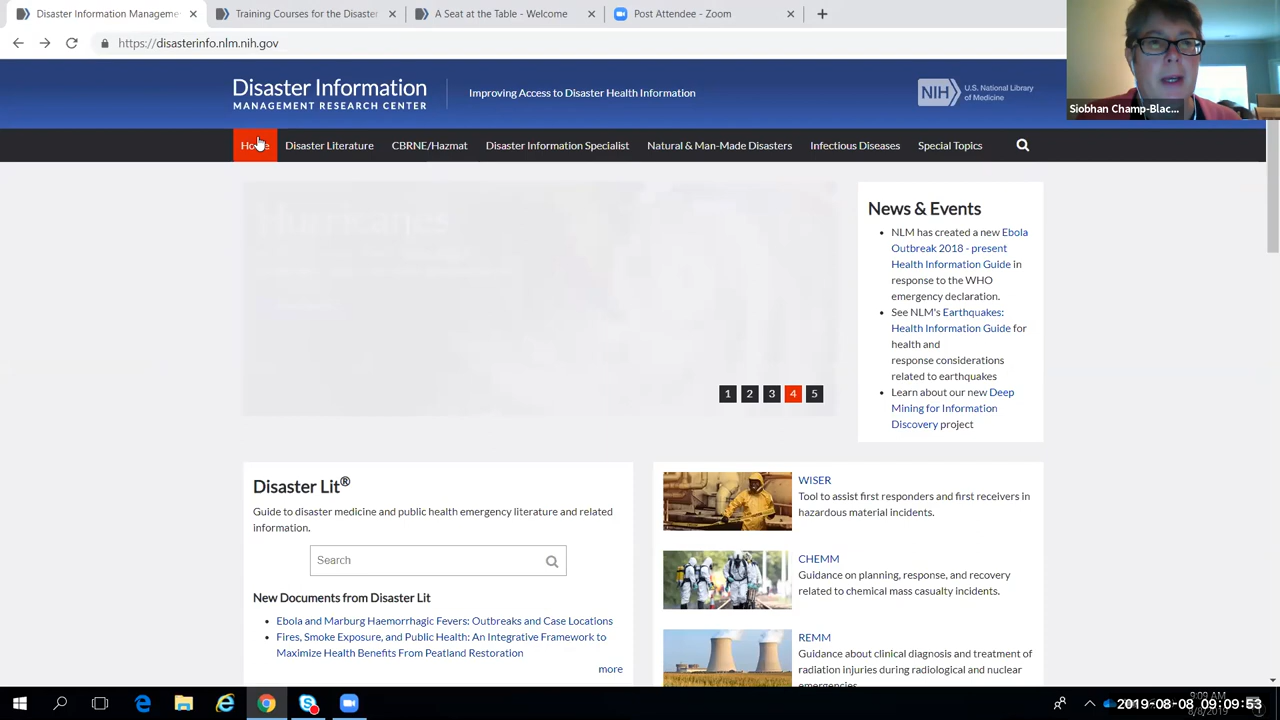 Disaster Information Manageme
Training Courses for the Disaster
A Seat at the Table - Welcome
Post Attendee - Zoom
https://disasterinfo.nlm.nih.gov
Siobhan Champ-Blac...
Disaster Information
MANAGEMENT RESEARCH CENTER
Improving Access to Disaster Health Information
NIH
U.S. National Library
of Medicine
Home
Disaster Literature
CBRNE/Hazmat
Disaster Information Specialist
Natural & Man-Made Disasters
Infectious Diseases
Special Topics
Hurricanes
1 2 3 4 5
News & Events
• NLM has created a new Ebola
Outbreak 2018 - present
Health Information Guide in
response to the WHO
emergency declaration.
• See NLM's Earthquakes:
Health Information Guide for
health and
response considerations
related to earthquakes
• Learn about our new Deep
Mining for Information
Discovery project
Disaster Lit®
Guide to disaster medicine and public health emergency literature and related
information.
Search
New Documents from Disaster Lit
• Ebola and Marburg Haemorrhagic Fevers: Outbreaks and Case Locations
• Fires, Smoke Exposure, and Public Health: An Integrative Framework to
Maximize Health Benefits From Peatland Restoration
more
WISER
Tool to assist first responders and first receivers in
hazardous material incidents.
CHEMM
Guidance on planning, response, and recovery
related to chemical mass casualty incidents.
REMM
Guidance about clinical diagnosis and treatment of
radiation injuries during radiological and nuclear
emergencies
9:09 AM
2019-08-08 09:09:53
8/8/2019